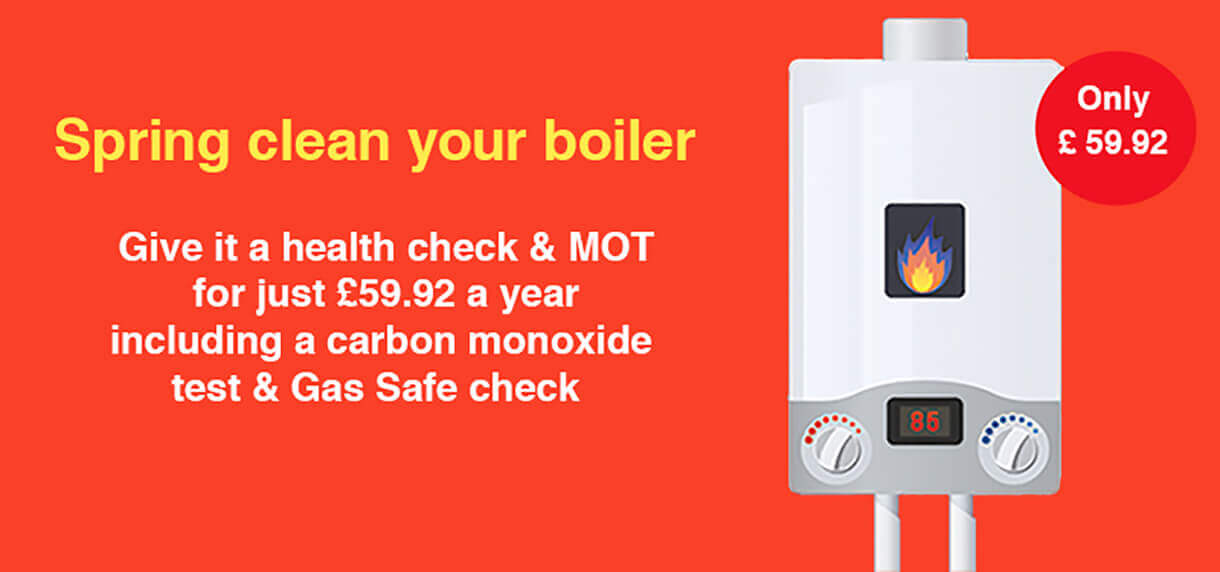 Spring clean your boiler
Give it a health check & MOT
for just £59.92 a year
including a carbon monoxide
test & Gas Safe check
Only
£ 59.92
85